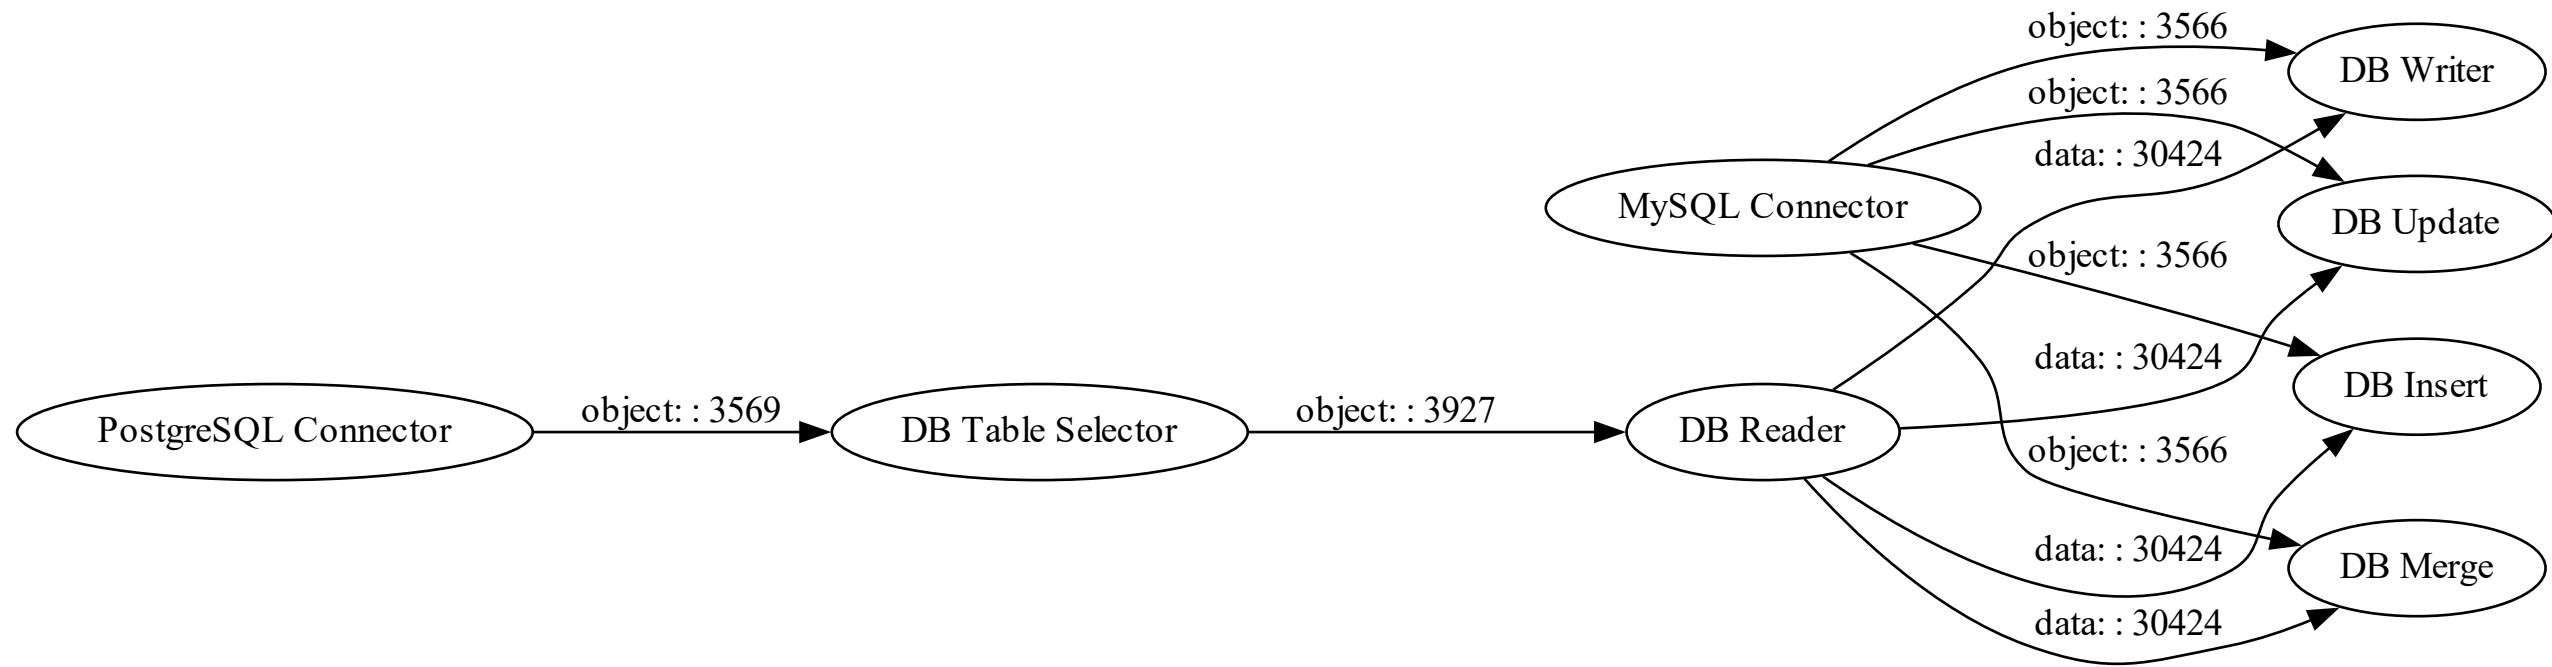 object: : 3566
DB Writer
object: : 3566
data: : 30424
MySQL Connector
DB Update
object: : 3566
data: : 30424
DB Insert
PostgreSQL Connector
object: : 3569
DB Table Selector
object: : 3927
DB Reader
object: : 3566
data: : 30424
DB Merge
data: : 30424